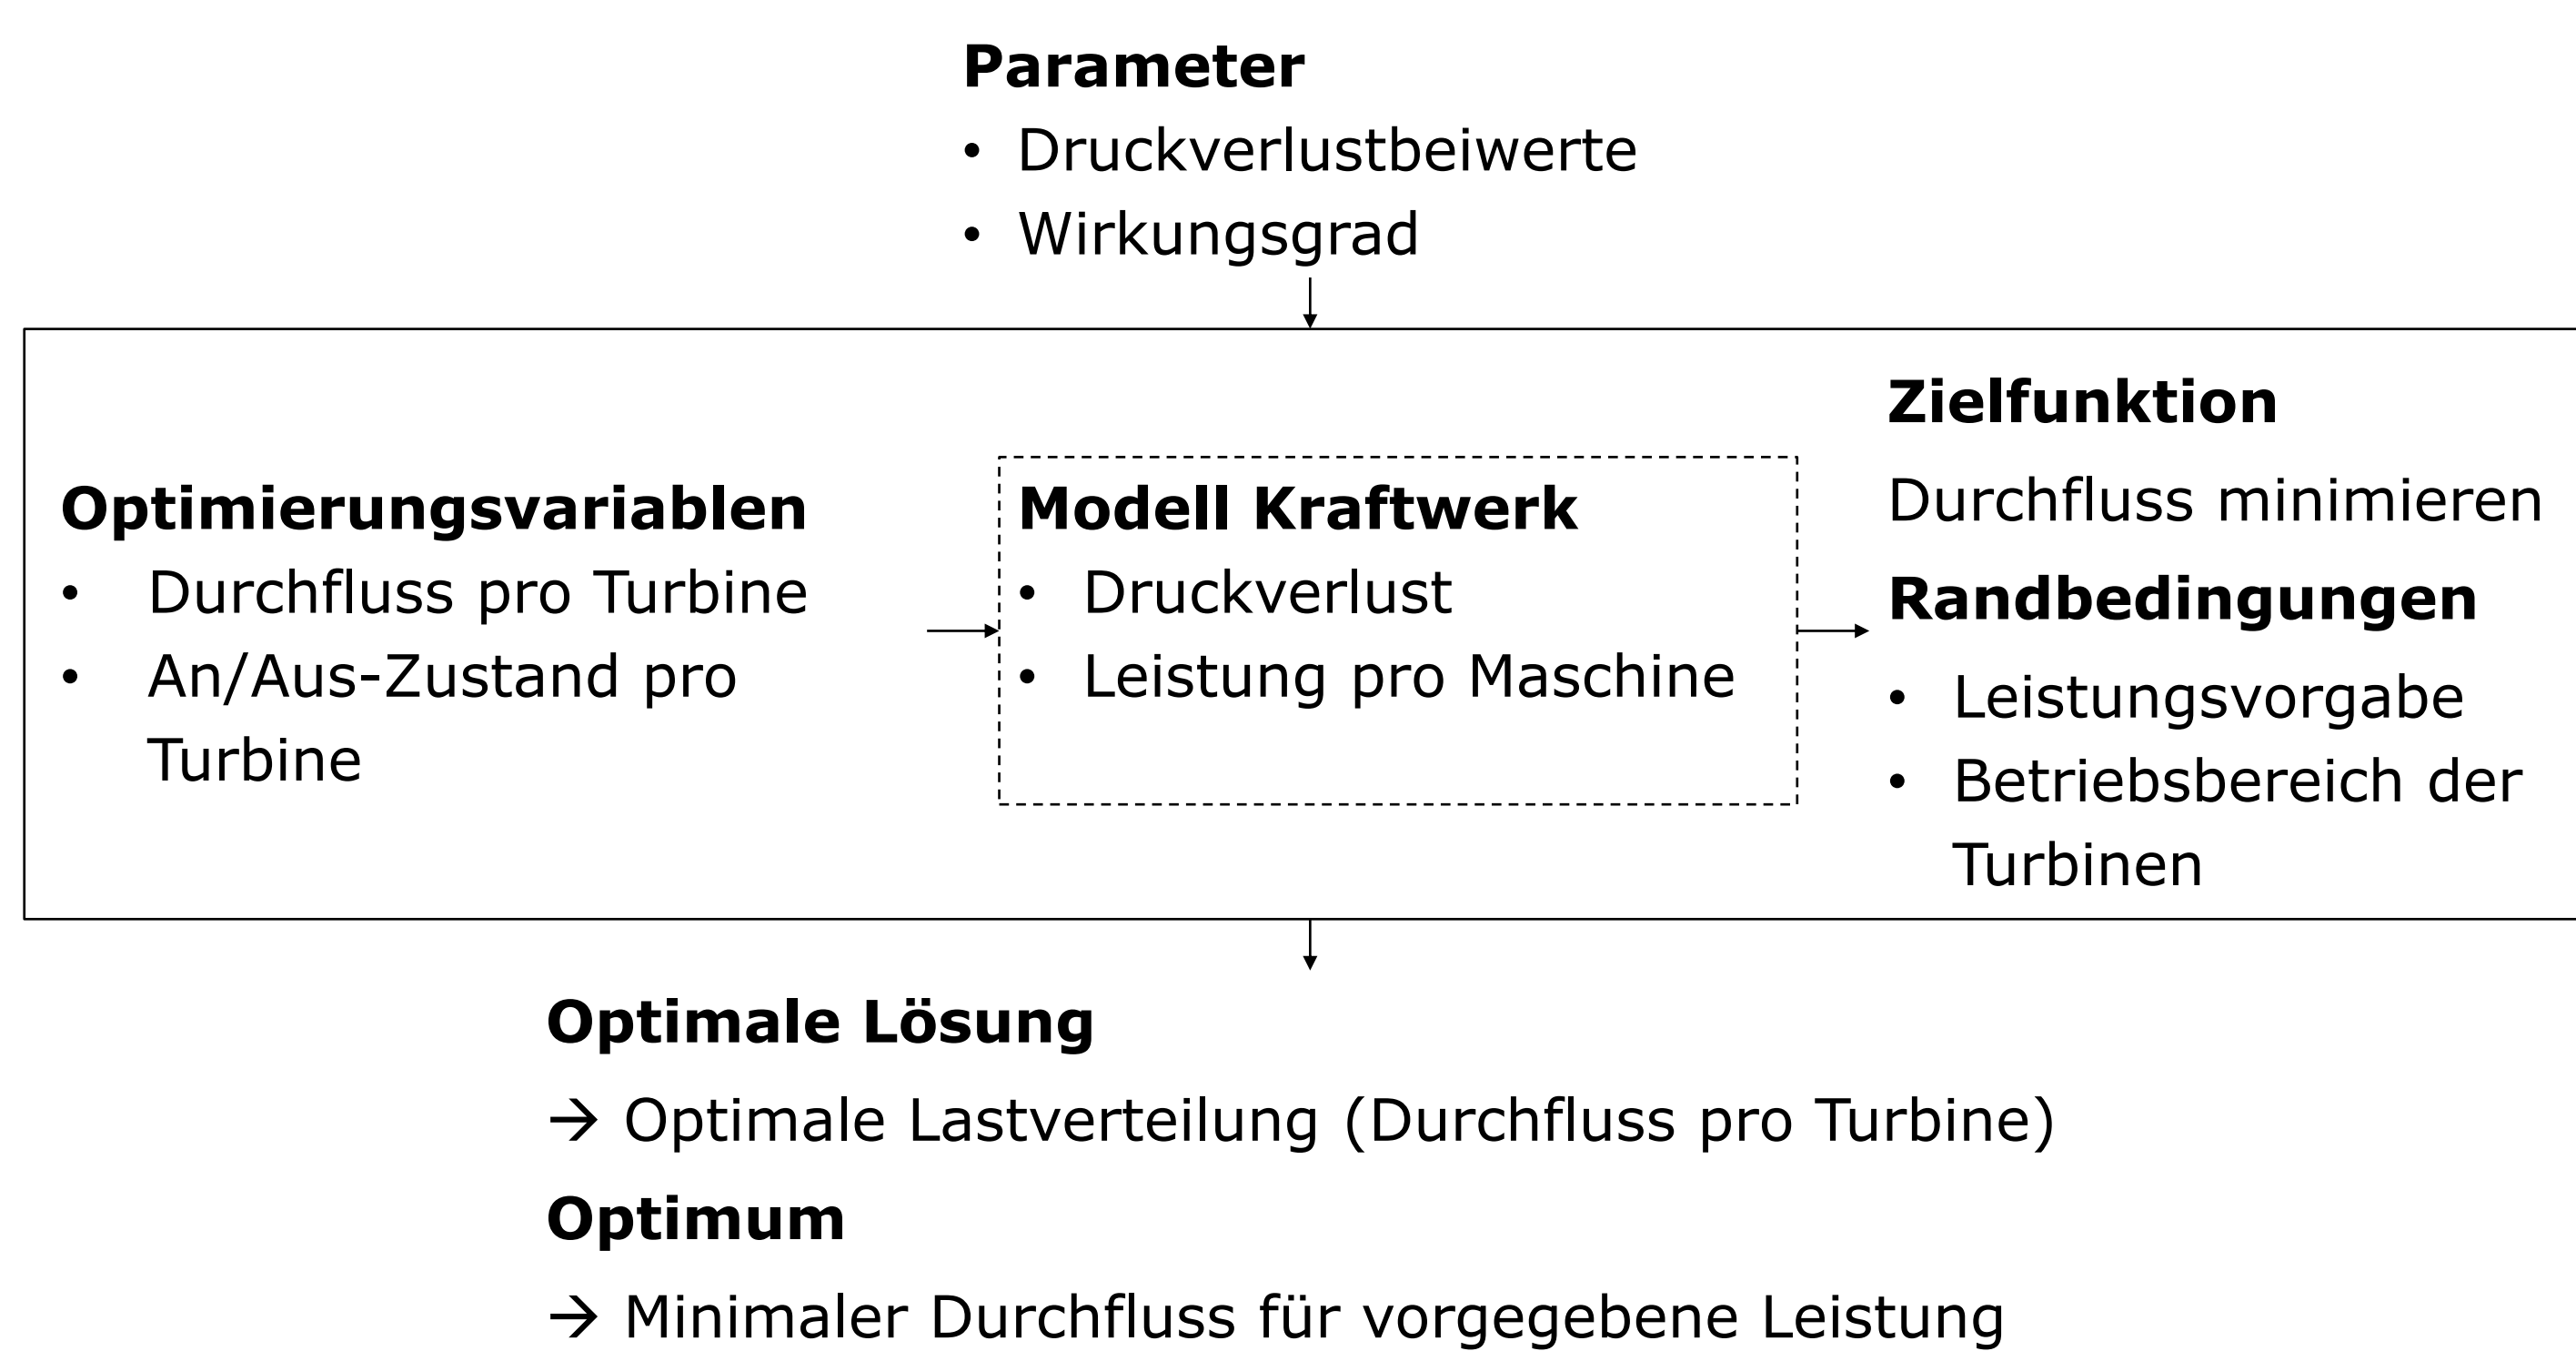 Parameter
• Druckverlustbeiwerte
• Wirkungsgrad
Optimierungsvariablen
• Durchfluss pro Turbine
• An/Aus-Zustand pro
Turbine
Modell Kraftwerk
• Druckverlust
• Leistung pro Maschine
Zielfunktion
Durchfluss minimieren
Randbedingungen
• Leistungsvorgabe
• Betriebsbereich der
Turbinen
Optimale Lösung
→ Optimale Lastverteilung (Durchfluss pro Turbine)
Optimum
→ Minimaler Durchfluss für vorgegebene Leistung